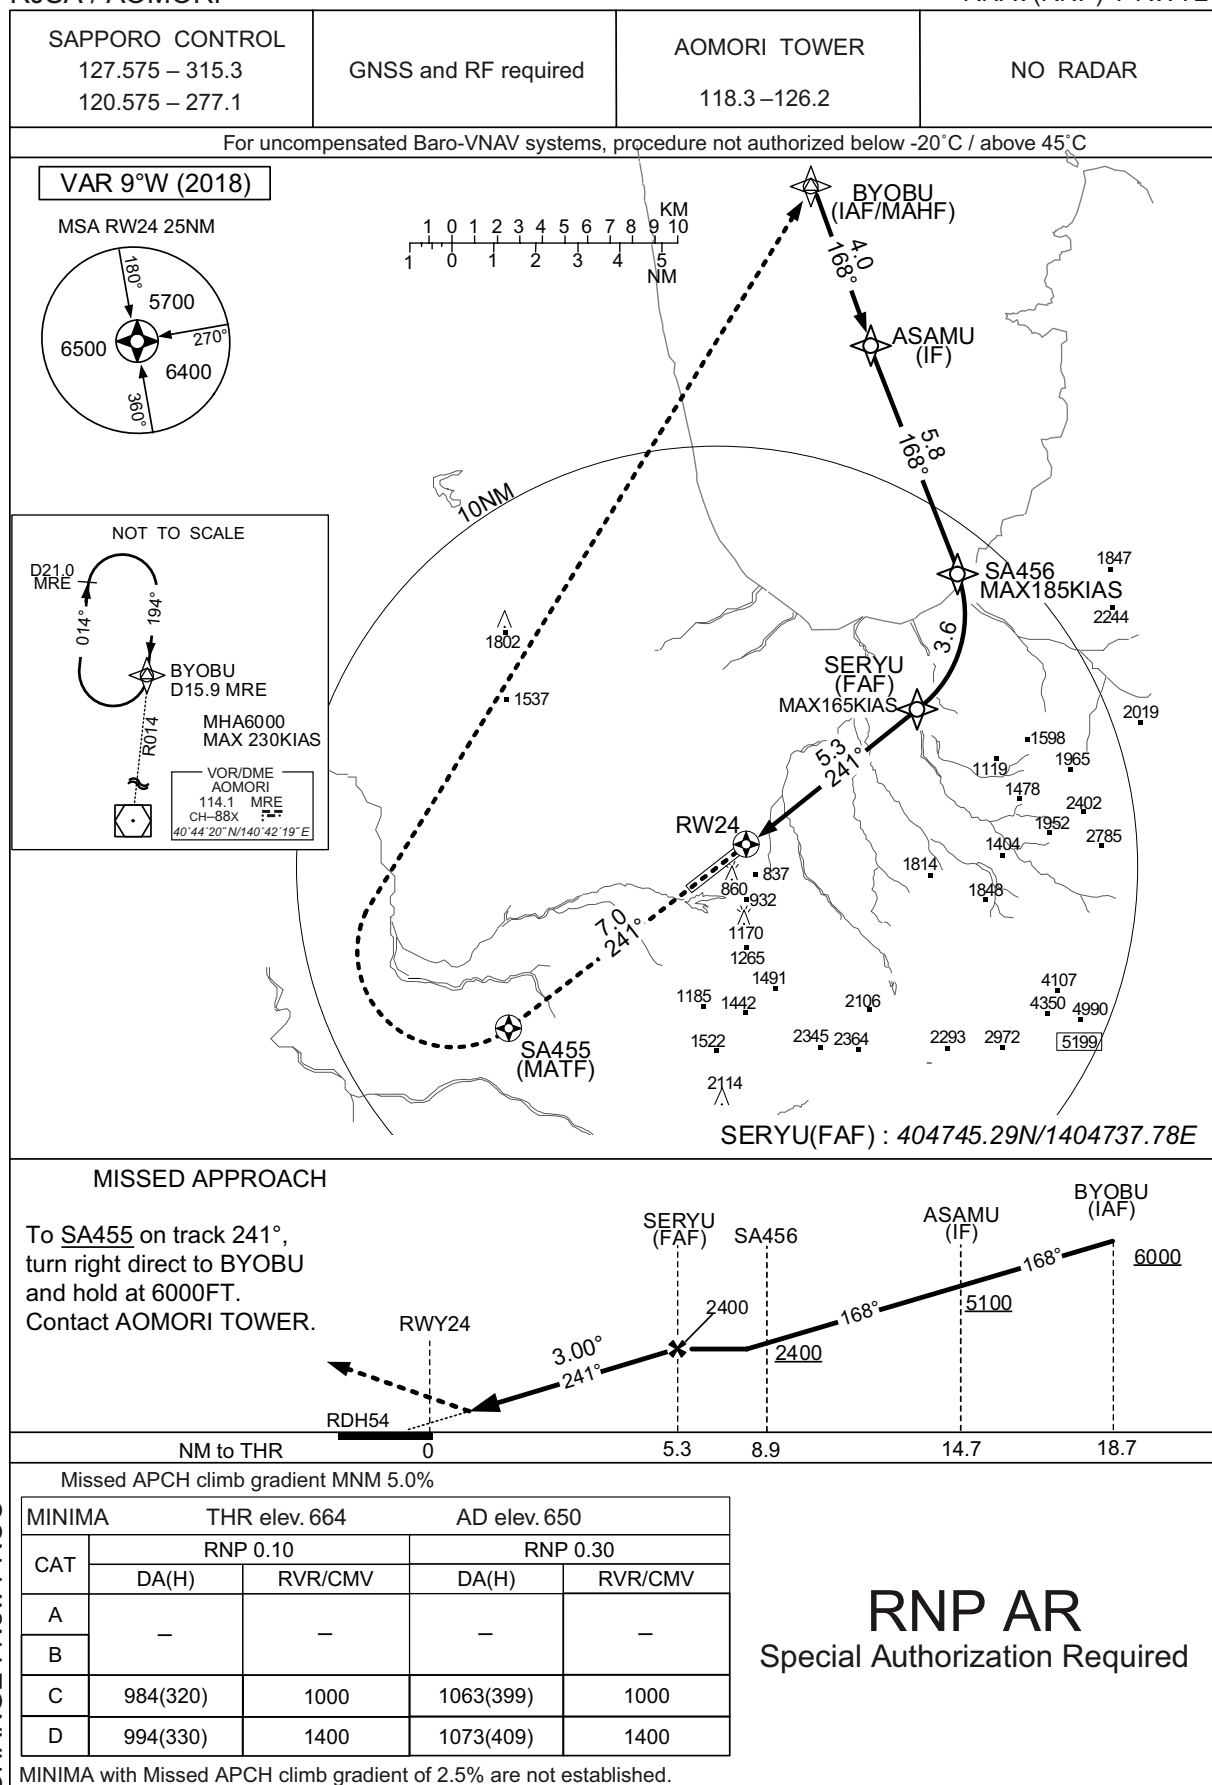 SAPPORO CONTROL
127.575 – 315.3
120.575 – 277.1
GNSS and RF required
AOMORI TOWER
118.3 –126.2
NO RADAR
For uncompensated Baro-VNAV systems, procedure not authorized below -20˚C / above 45˚C
VAR 9°W (2018)
MSA RW24 25NM
180°
5700
270°
6500
6400
360°
KM
1 0 1 2 3 4 5 6 7 8 9 10
1 0 1 2 3 4 5
NM
BYOBU
(IAF/MAHF)
4.0
168°
ASAMU
(IF)
5.8
168°
10NM
SA456
MAX185KIAS
3.6
SERYU
(FAF)
MAX165KIAS
5.3
241°
RW24
7.0
241°
SA455
(MATF)
1847
2244
1802
1537
2019
1598
1119
1965
1478
2402
1952
2785
1404
1814
1848
837
860
932
1170
1265
1491
1185
1442
2106
4107
4350
4990
1522
2345
2364
2293
2972
5199
2114
NOT TO SCALE
D21.0
MRE
014°
194°
BYOBU
D15.9 MRE
R014
MHA6000
MAX 230KIAS
VOR/DME
AOMORI
114.1 MRE
CH–88X
40˚44´20˝N/140˚42´19˝E
SERYU(FAF) : 404745.29N/1404737.78E
MISSED APPROACH
To SA455 on track 241°,
turn right direct to BYOBU
and hold at 6000FT.
Contact AOMORI TOWER.
RWY24
SERYU
(FAF)
SA456
ASAMU
(IF)
BYOBU
(IAF)
6000
168°
5100
168°
2400
2400
3.00°
241°
RDH54
NM to THR
0
5.3
8.9
14.7
18.7
Missed APCH climb gradient MNM 5.0%
MINIMA THR elev. 664 AD elev. 650
CAT RNP 0.10 RNP 0.30
DA(H) RVR/CMV DA(H) RVR/CMV
A
– – – –
B
C 984(320) 1000 1063(399) 1000
D 994(330) 1400 1073(409) 1400
MINIMA with Missed APCH climb gradient of 2.5% are not established.
RNP AR
Special Authorization Required